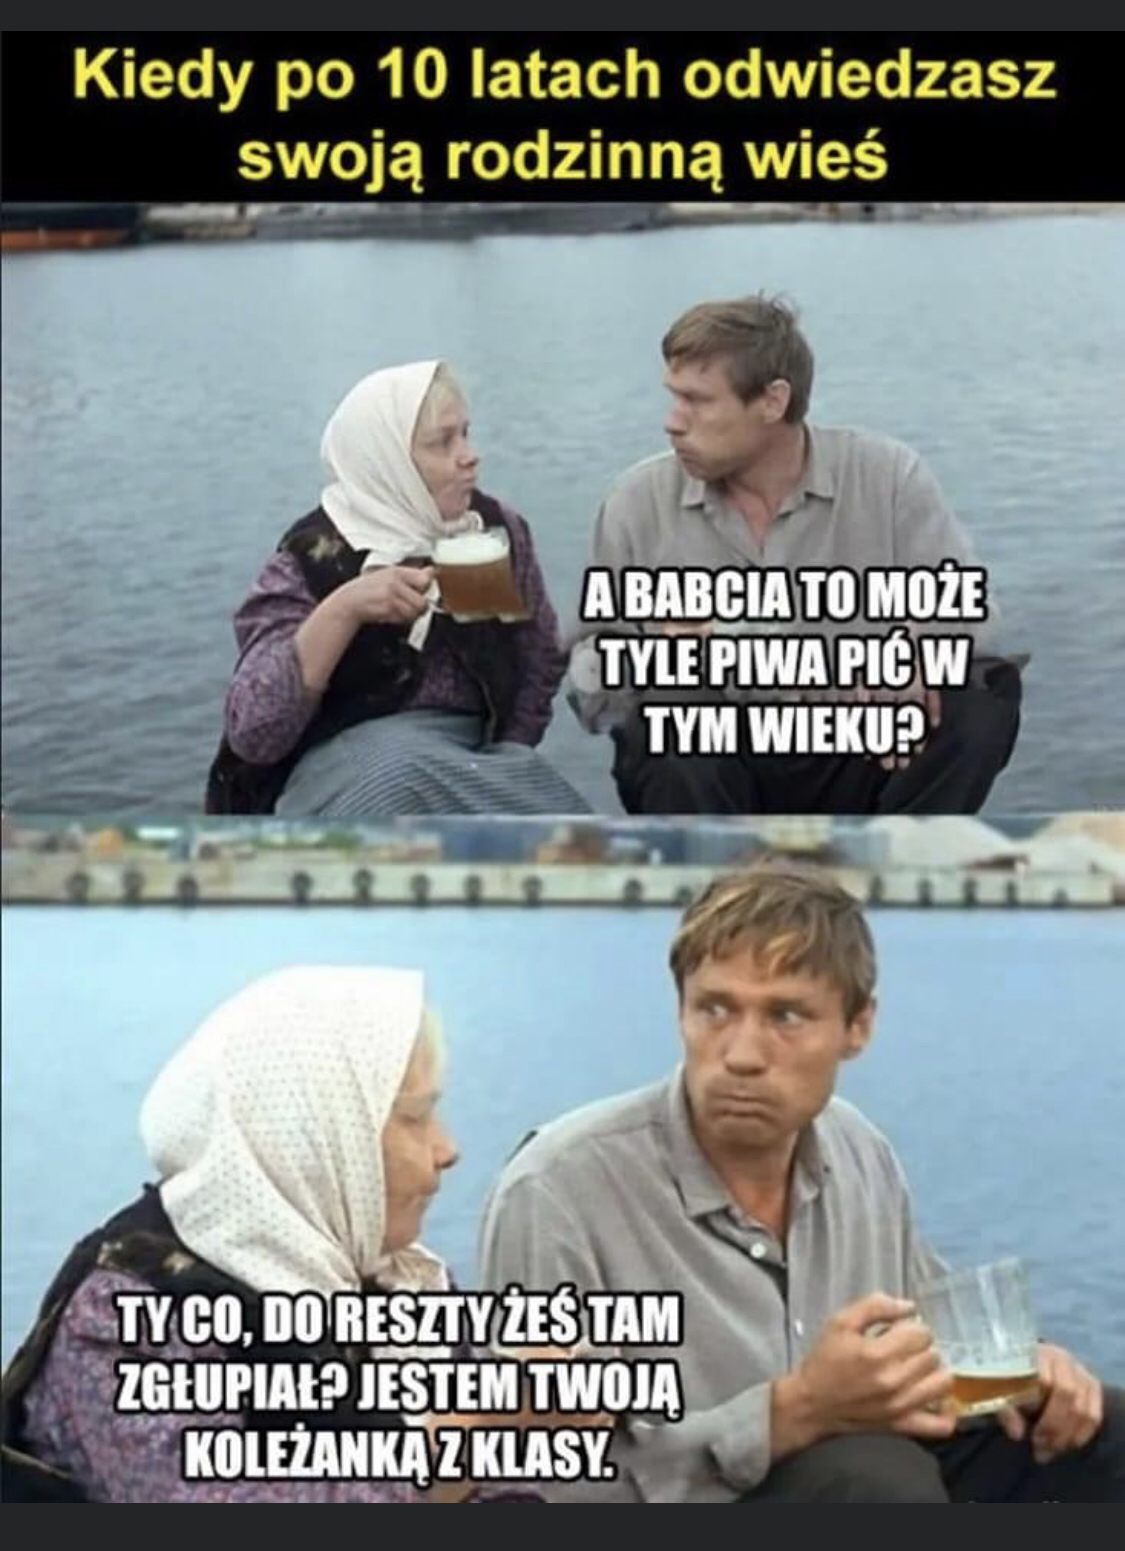 Kiedy po 10 latach odwiedzasz
swoją rodzinną wieś
A BABCIA TO MOŻE
TYLE PIWA PIĆ W
TYM WIEKU?
TY CO, DO RESZTY ŻEŚ TAM
ZGŁUPIAŁ? JESTEM TWOJĄ
KOLEŻANKĄ Z KLASY.